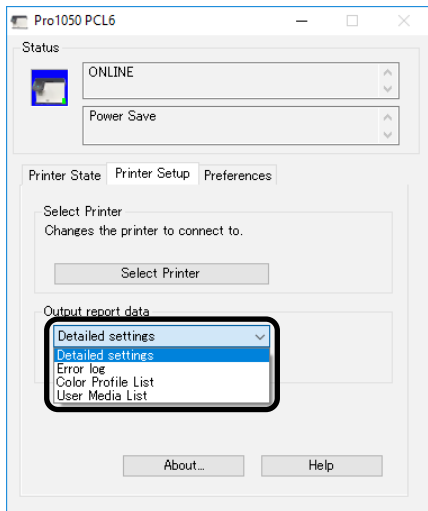 Pro1050 PCL6
Status
ONLINE
Power Save
Printer State Printer Setup Preferences
Select Printer
Changes the printer to connect to.
Select Printer
Output report data
Detailed settings
Detailed settings
Error log
Color Profile List
User Media List
About... Help